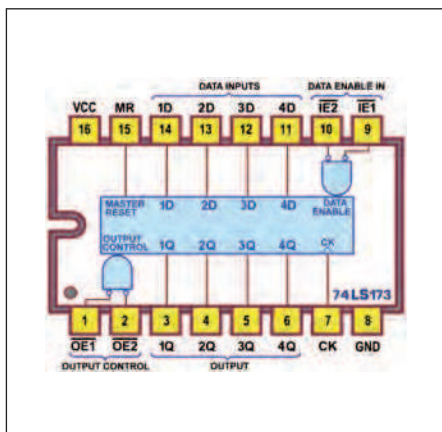 DATA INPUTS DATA ENABLE IN
VCC MR 1D 2D 3D 4D IE2 IE1
16 15 14 13 12 11 10 9
MASTER RESET 1D 2D 3D 4D DATA ENABLE
OUTPUT CONTROL 1Q 2Q 3Q 4Q CK
74LS173
1 2 3 4 5 6 7 8
OE1 OE2 1Q 2Q 3Q 4Q CK GND
OUTPUT CONTROL OUTPUT